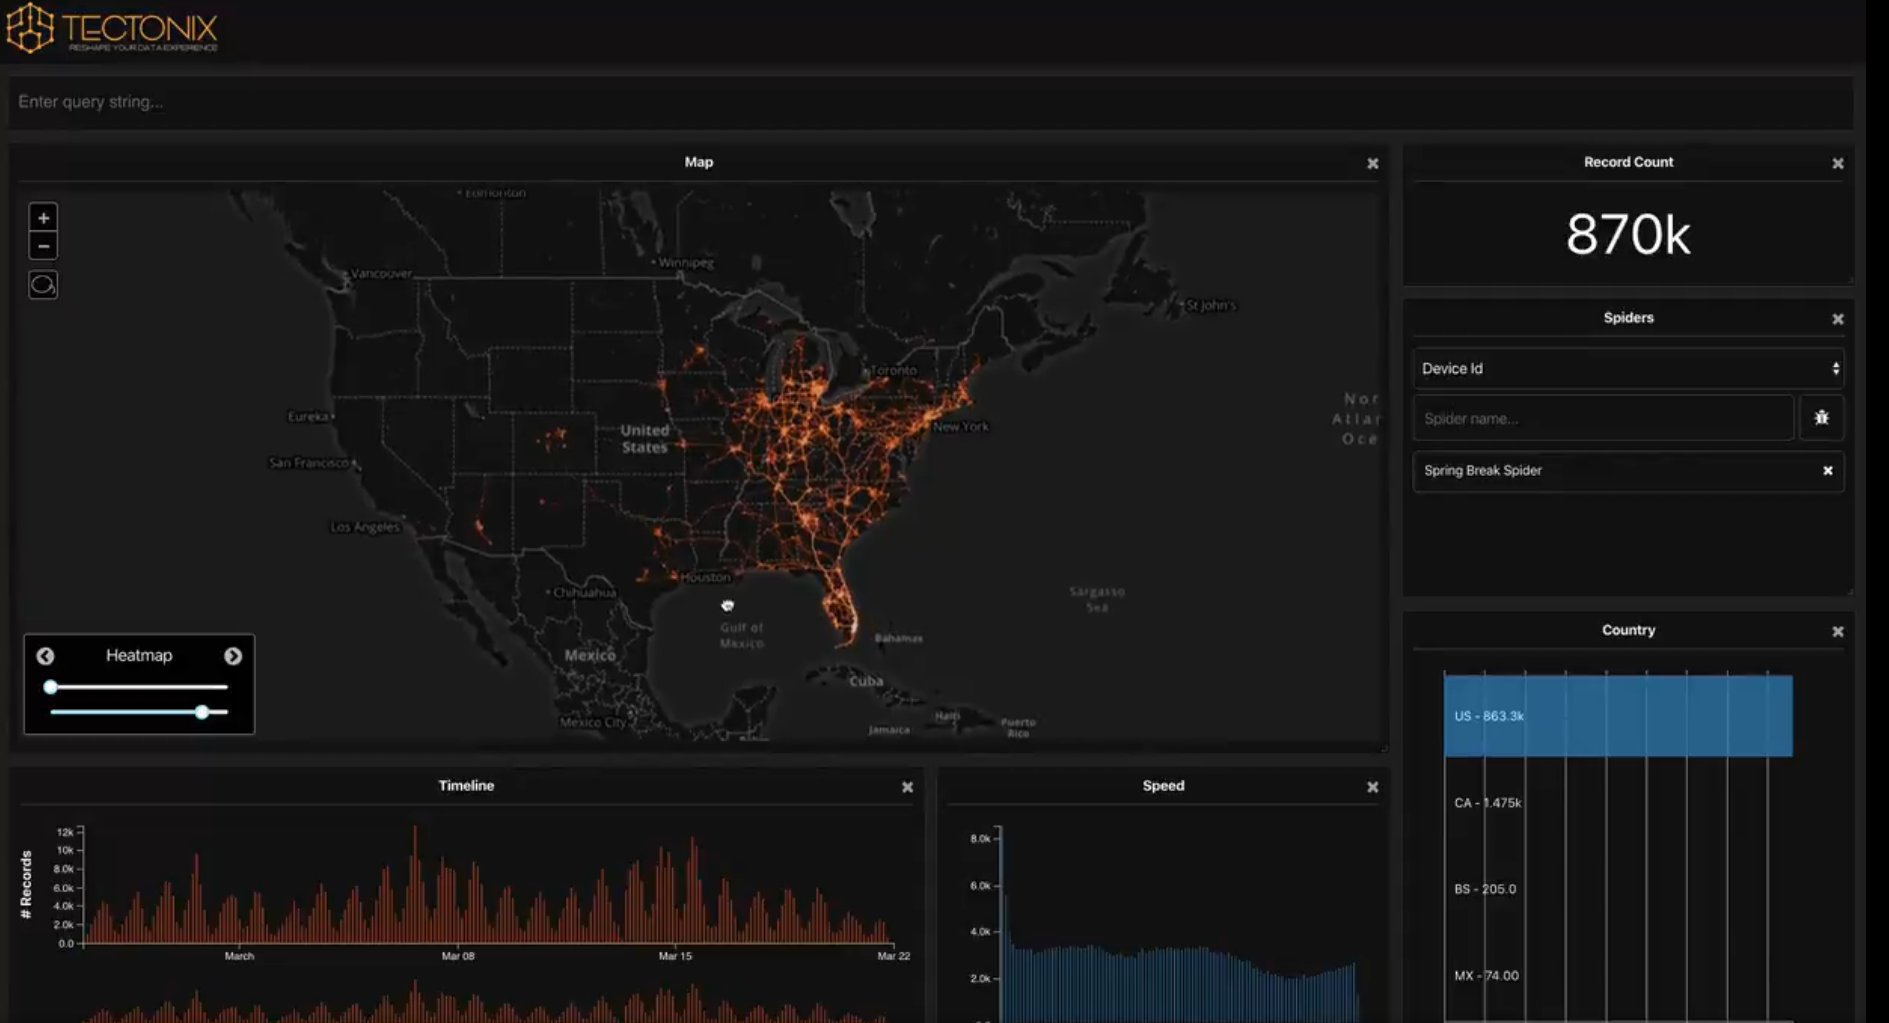 TECTONIX
RESHAPE YOUR DATA EXPERIENCE
Enter query string...
Map
+
−
Edmonton
Winnipeg
Vancouver
St John's
Toronto
Eureka
United
States
New York
Nor
Atlar
Oce
San Francisco
Los Angeles
Houston
Chihuahua
Sargasso
Sea
Gulf of
Mexico
Bahamas
Mexico
Cuba
Mexico City
Haiti
Jamaica
Puerto
Rico
Heatmap
Record Count
870k
Spiders
Device Id
Spider name...
Spring Break Spider
Country
US - 863.3k
CA - 1.475k
BS - 205.0
MX - 74.00
Timeline
# Records
12k
10k
8.0k
6.0k
4.0k
2.0k
0.0
March
Mar 08
Mar 15
Mar 22
Speed
8.0k
6.0k
4.0k
2.0k